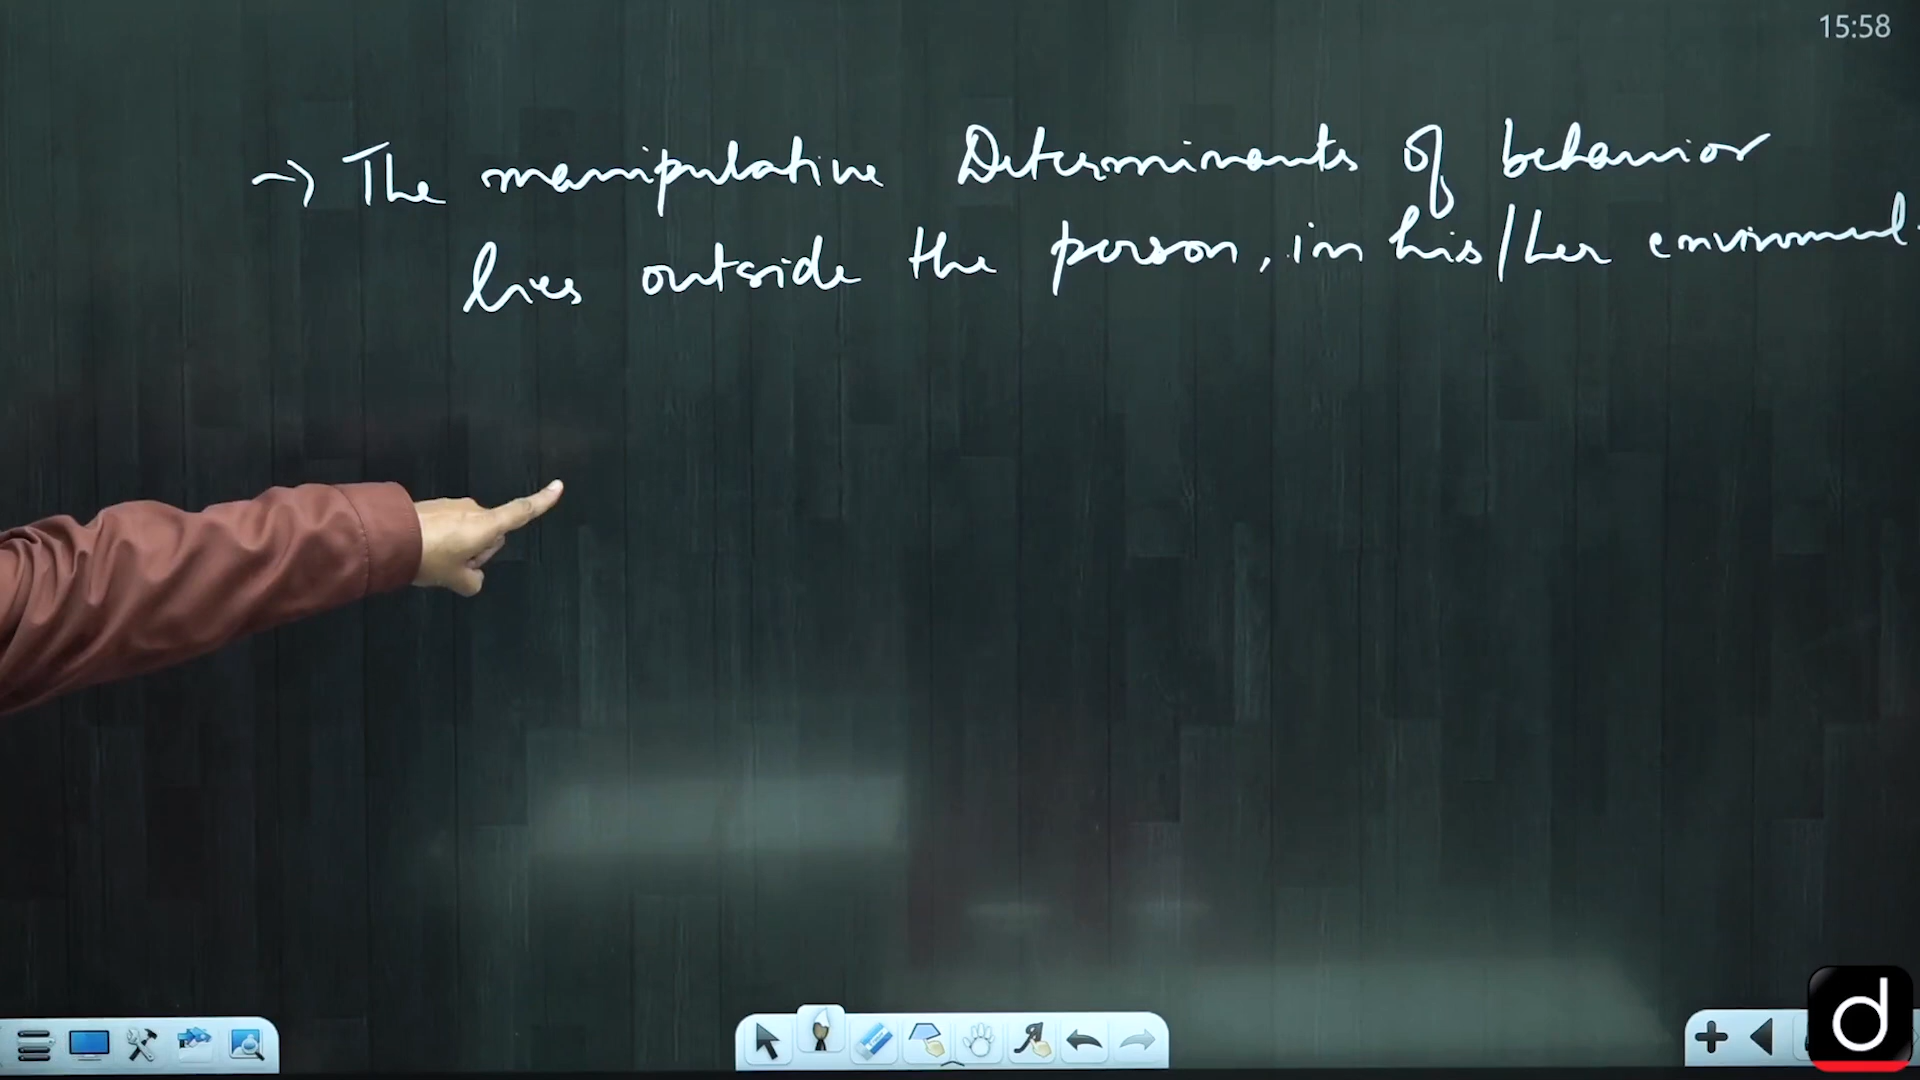 15:58
→ The manipulative Determinants of behavior
lies outside the person, in his/her environment.
d